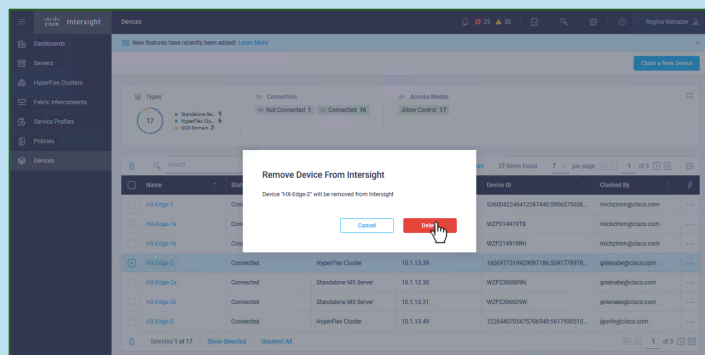 cisco Intersight
Devices
25 30
Regina Nienaber
Dashboards
New features have recently been added! Learn More
Servers
Claim a New Device
HyperFlex Clusters
Fabric Interconnects
Service Profiles
Policies
Devices
Types Connection Access Modes
17
Standalone Se.. 9
HyperFlex Clu... 6
UCS Domain 2
Not Connected 1 Connected 16
Allow Control 17
Search
17 items found 7 per page 1 of 3
Name
Device ID Claimed By
Remove Device From Intersight
Device "HX-Edge-2" will be removed from Intersight
Cancel
HX-Edge-1 michzimm@cisco.com
HX-Edge-1a WZP214919TB michzimm@cisco.com
HX-Edge-1b WZP214919RH michzimm@cisco.com
HX-Edge-2 Connected HyperFlex Cluster 10.1.13.39 gnienabe@cisco.com
HX-Edge-2a Connected Standalone M5 Server 10.1.13.30 WZP2306009N gnienabe@cisco.com
HX-Edge-2b Connected Standalone M5 Server 10.1.13.31 WZP2306009W gnienabe@cisco.com
HX-Edge-3 Connected HyperFlex Cluster 10.1.13.49 jgorlin@cisco.com
Selected 1 of 17 Show Selected Unselect All
1 of 3